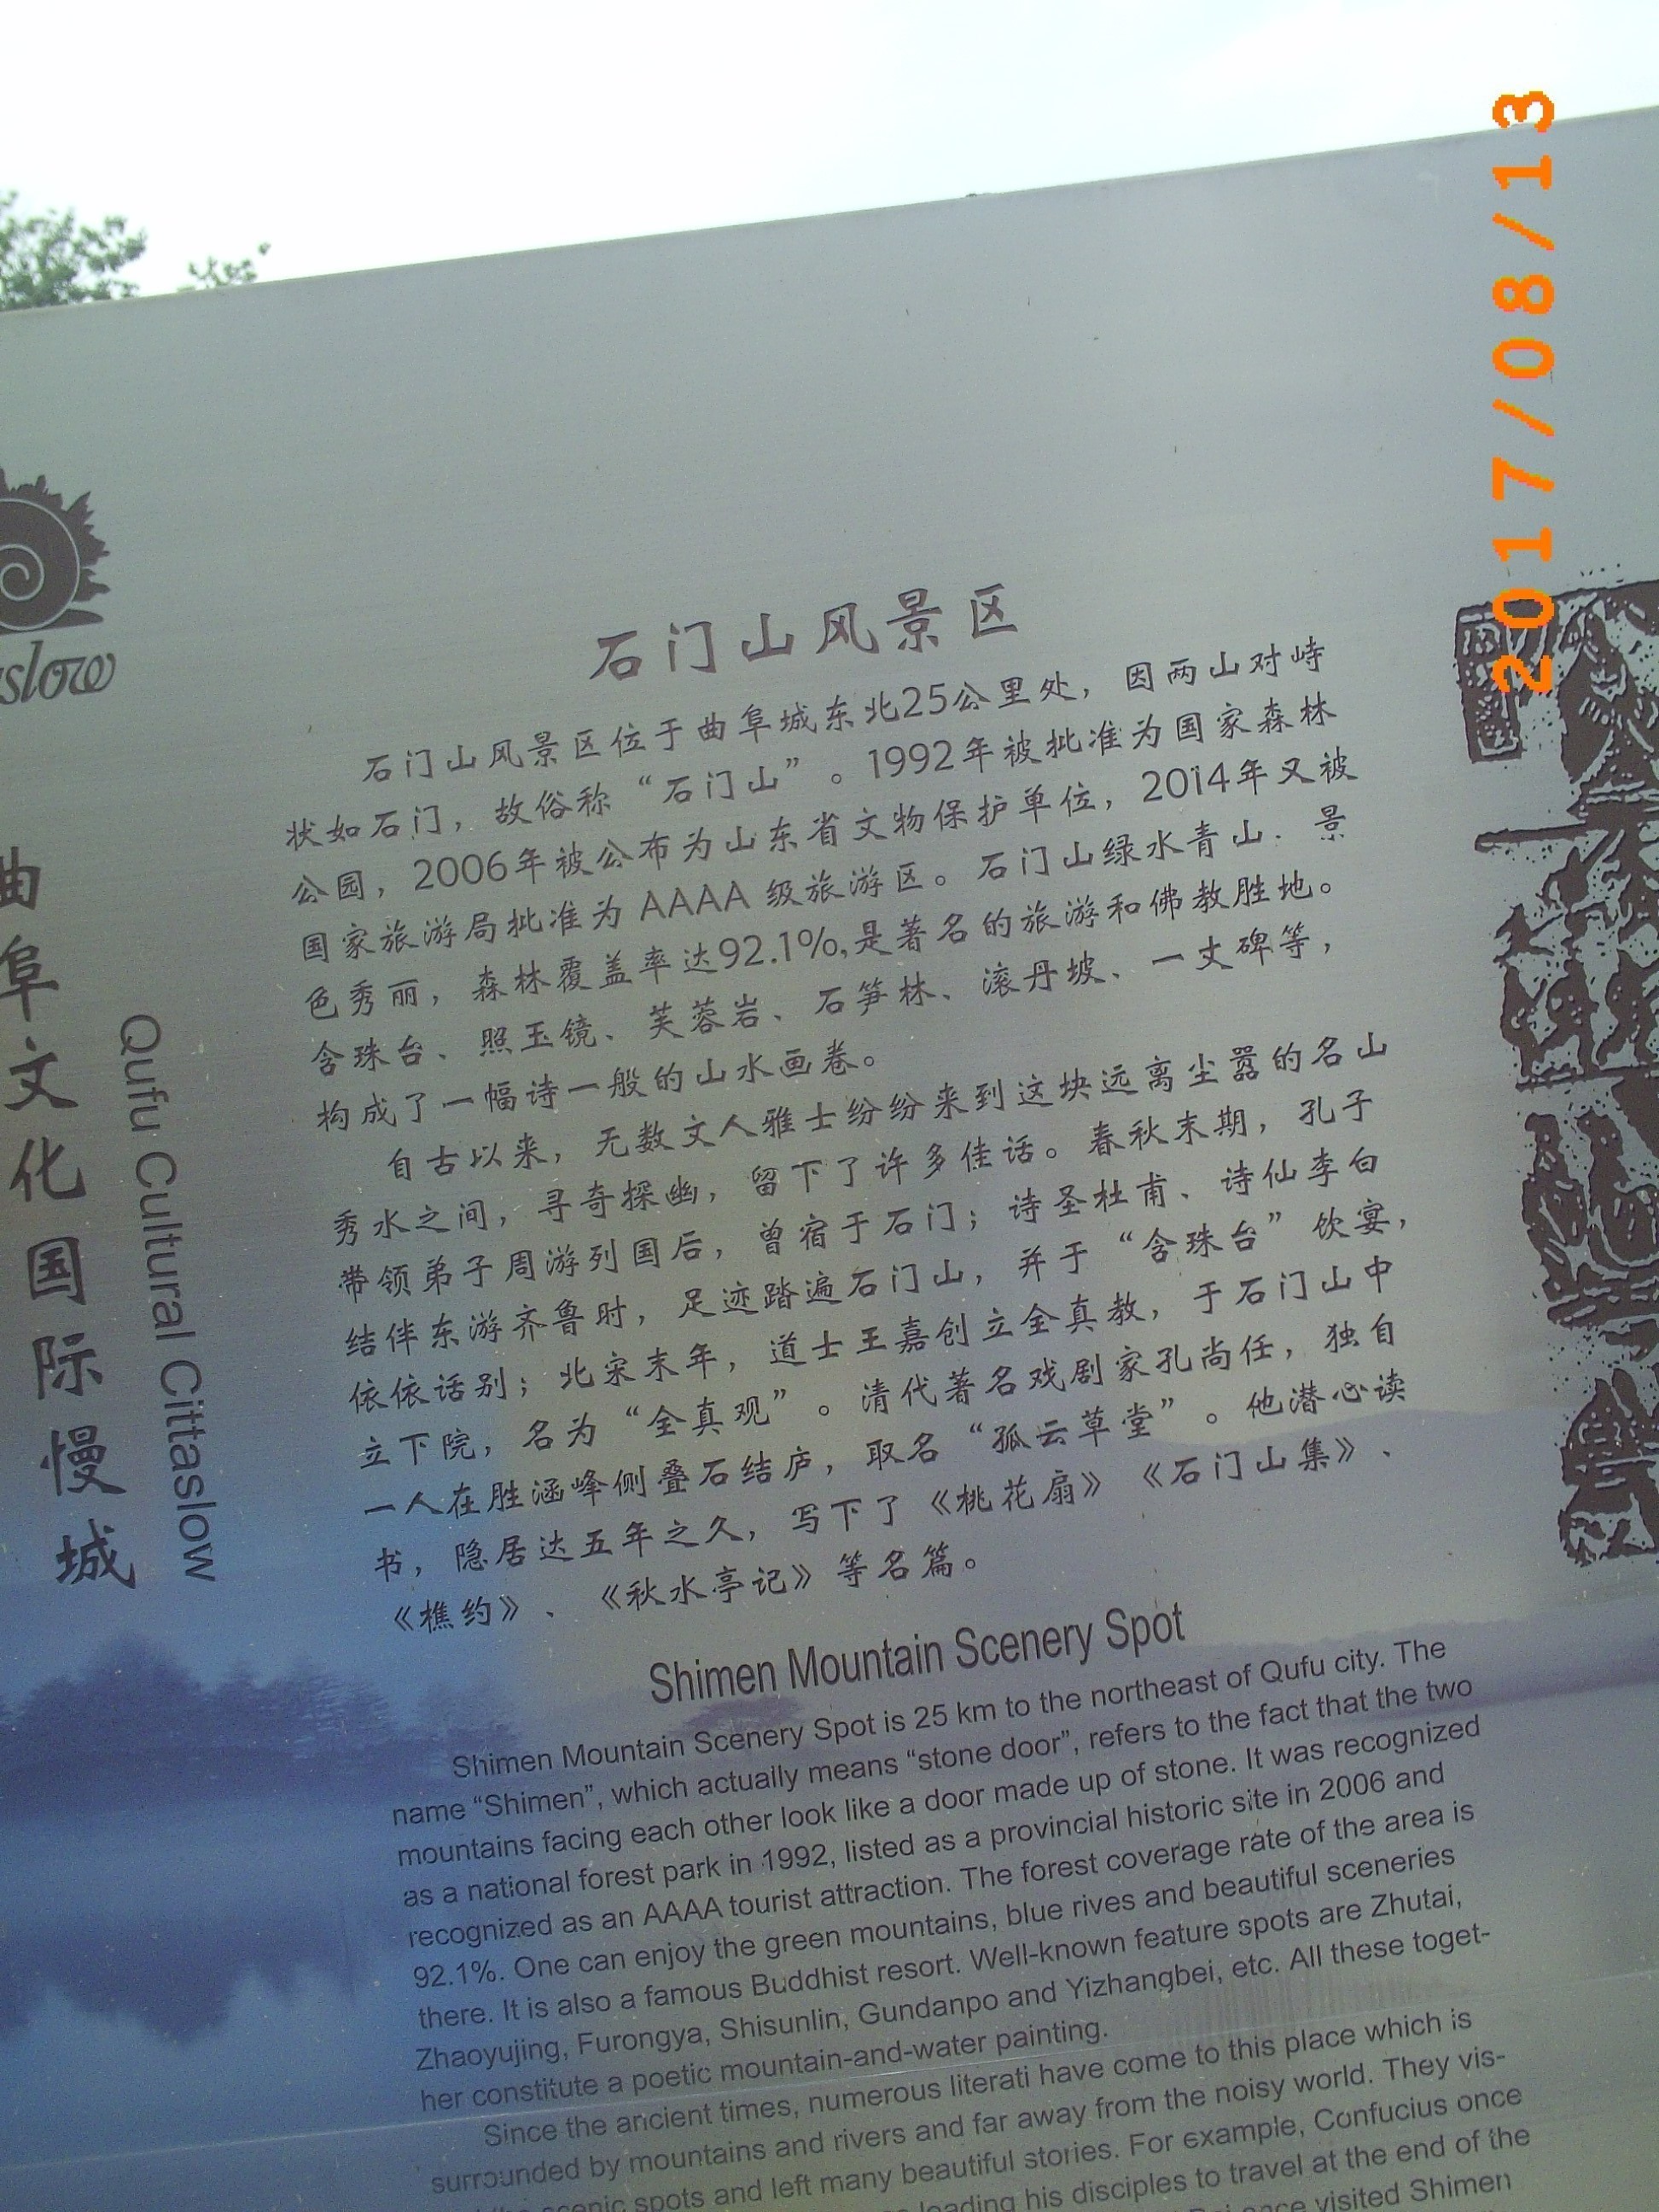 2017/08/13
slow
曲阜文化国际慢城
Qufu Cultural Cittaslow
石门山风景区
石门山风景区位于曲阜城东北25公里处，因两山对峙
状如石门，故俗称“石门山”。1992年被批准为国家森林
公园，2006年被公布为山东省文物保护单位，2014年又被
国家旅游局批准为 AAAA 级旅游区。石门山绿水青山．景
色秀丽，森林覆盖率达92.1%,是著名的旅游和佛教胜地。
含珠台、照玉镜、芙蓉岩、石笋林、滚丹坡、一丈碑等，
构成了一幅诗一般的山水画卷。
自古以来，无数文人雅士纷纷来到这块远离尘嚣的名山
秀水之间，寻奇探幽，留下了许多佳话。春秋末期，孔子
带领弟子周游列国后，曾宿于石门；诗圣杜甫、诗仙李白
结伴东游齐鲁时，足迹踏遍石门山，并于“含珠台”饮宴，
依依话别；北宋末年，道士王嘉创立全真教，于石门山中
立下院，名为“全真观”。清代著名戏剧家孔尚任，独自
一人在胜涵峰侧叠石结庐，取名“孤云草堂”。他潜心读
书，隐居达五年之久，写下了《桃花扇》《石门山集》、
《樵约》、《秋水亭记》等名篇。
Shimen Mountain Scenery Spot
Shimen Mountain Scenery Spot is 25 km to the northeast of Qufu city. The
name “Shimen”, which actually means “stone door”, refers to the fact that the two
mountains facing each other look like a door made up of stone. It was recognized
as a national forest park in 1992, listed as a provincial historic site in 2006 and
recognized as an AAAA tourist attraction. The forest coverage rate of the area is
92.1%. One can enjoy the green mountains, blue rives and beautiful sceneries
there. It is also a famous Buddhist resort. Well-known feature spots are Zhutai,
Zhaoyujing, Furongya, Shisunlin, Gundanpo and Yizhangbei, etc. All these toget-
her constitute a poetic mountain-and-water painting.
Since the ancient times, numerous literati have come to this place which is
surrounded by mountains and rivers and far away from the noisy world. They vis-
the scenic spots and left many beautiful stories. For example, Confucius once
leading his disciples to travel at the end of the
once visited Shimen